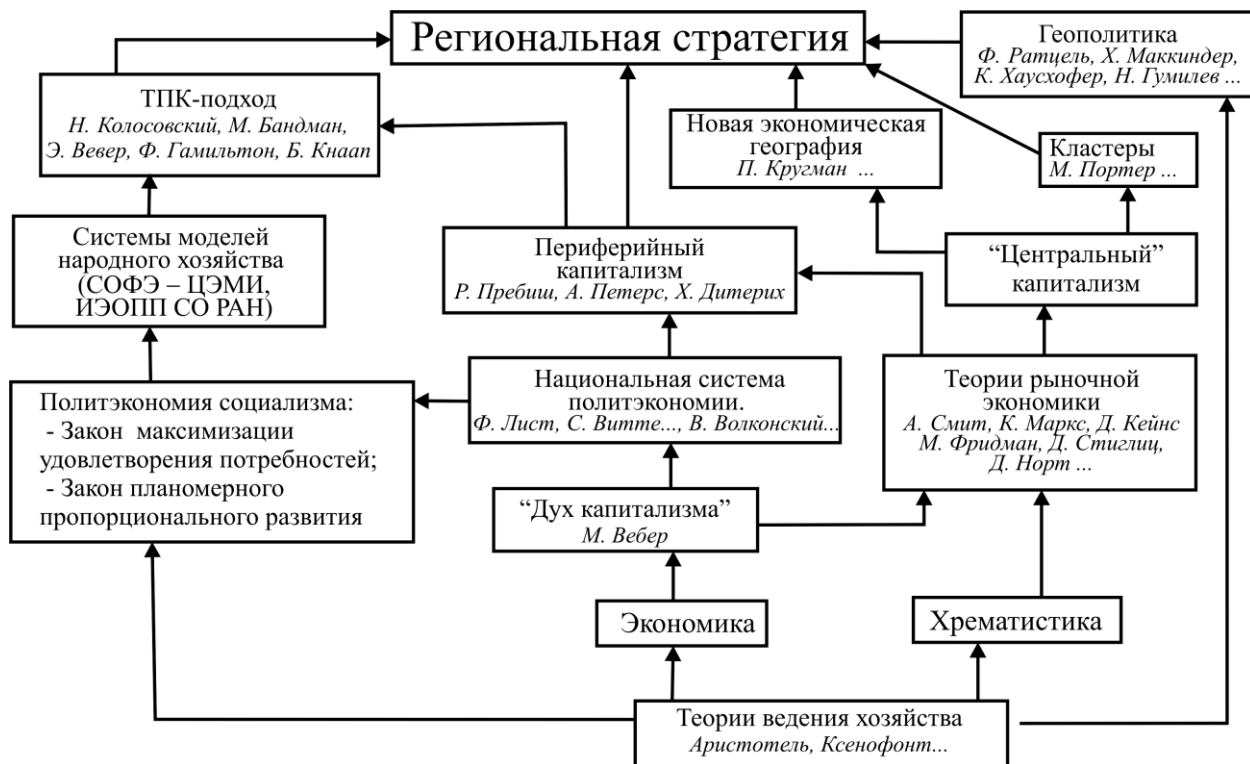 Региональная стратегия
Геополитика
Ф. Ратцель, Х. Маккиндер,
К. Хаусхофер, Н. Гумилев ...
ТПК-подход
Н. Колосовский, М. Бандман,
Э. Вевер, Ф. Гамильтон, Б. Кнаап
Новая экономическая
география
П. Кругман ...
Кластеры
М. Портер ...
Системы моделей
народного хозяйства
(СОФЭ – ЦЭМИ,
ИЭОПП СО РАН)
Периферийный
капитализм
Р. Пребиш, А. Петерс, Х. Дитерих
“Центральный”
капитализм
Политэкономия социализма:
- Закон максимизации
удовлетворения потребностей;
- Закон планомерного
пропорционального развития
Национальная система
политэкономии.
Ф. Лист, С. Витте..., В. Волконский...
Теории рыночной
экономики
А. Смит, К. Маркс, Д. Кейнс
М. Фридман, Д. Стиглиц,
Д. Норт ...
“Дух капитализма”
М. Вебер
Экономика
Хрематистика
Теории ведения хозяйства
Аристотель, Ксенофонт...